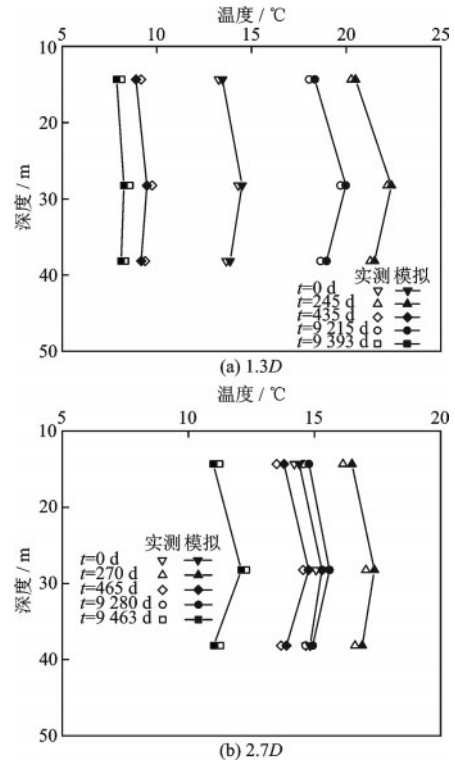 温度 / ℃
5 10 15 20 25
10
20
30
40
50
深度 / m
实测 模拟
t=0 d
t=245 d
t=435 d
t=9 215 d
t=9 393 d
(a) 1.3D
温度 / ℃
5 10 15 20
10
20
30
40
50
深度 / m
实测 模拟
t=0 d
t=270 d
t=465 d
t=9 280 d
t=9 463 d
(b) 2.7D